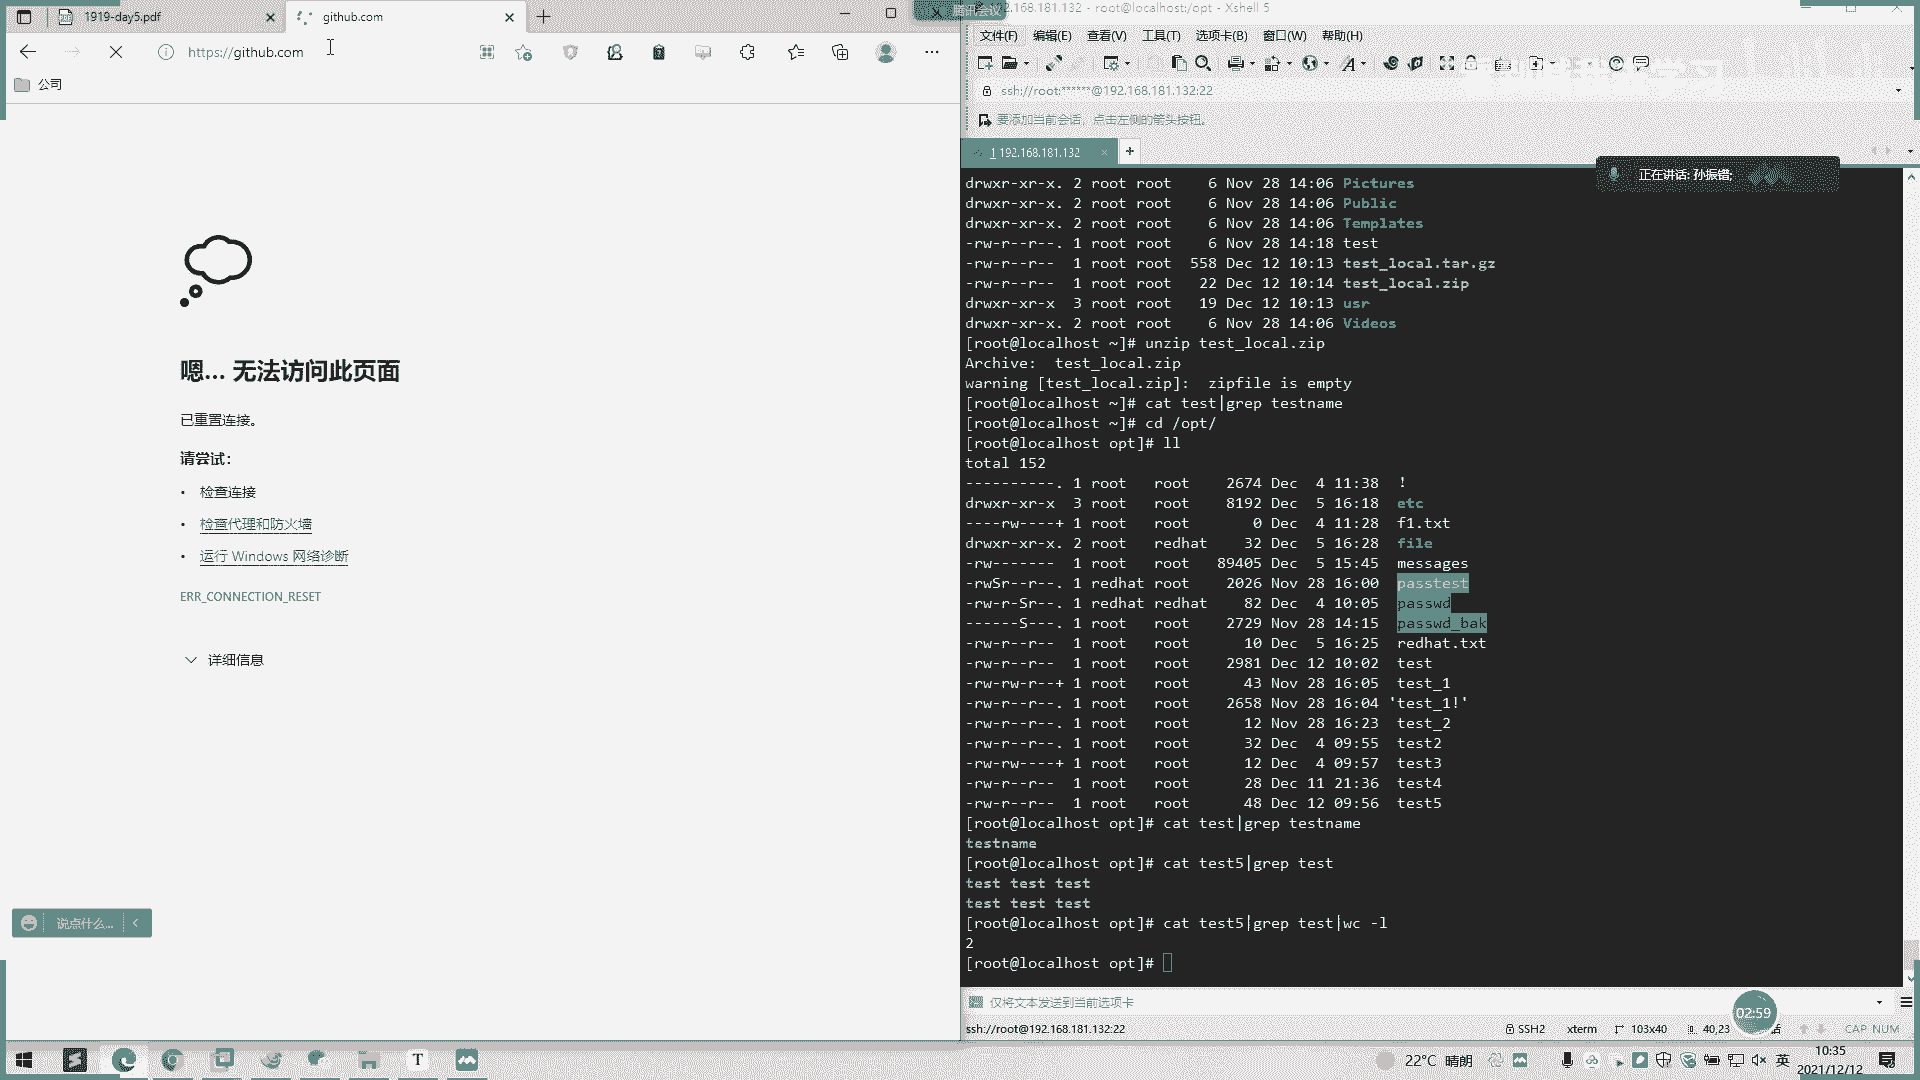 1919-day5.pdf
github.com
https://github.com
公司
嗯… 无法访问此页面
已重置连接。
请尝试:
• 检查连接
• 检查代理和防火墙
• 运行 Windows 网络诊断
ERR_CONNECTION_RESET
详细信息
说点什么...
腾讯会议
192.168.181.132 - root@localhost:/opt - Xshell 5
文件(F) 编辑(E) 查看(V) 工具(T) 选项卡(B) 窗口(W) 帮助(H)
ssh://root:******@192.168.181.132:22
要添加当前会话，点击左侧的箭头按钮。
1 192.168.181.132
正在讲话: 孙振错;
drwxr-xr-x. 2 root root    6 Nov 28 14:06 Pictures
drwxr-xr-x. 2 root root    6 Nov 28 14:06 Public
drwxr-xr-x. 2 root root    6 Nov 28 14:06 Templates
-rw-r--r--. 1 root root    6 Nov 28 14:18 test
-rw-r--r--  1 root root  558 Dec 12 10:13 test_local.tar.gz
-rw-r--r--  1 root root   22 Dec 12 10:14 test_local.zip
drwxr-xr-x  3 root root   19 Dec 12 10:13 usr
drwxr-xr-x. 2 root root    6 Nov 28 14:06 Videos
[root@localhost ~]# unzip test_local.zip
Archive:  test_local.zip
warning [test_local.zip]:  zipfile is empty
[root@localhost ~]# cat test|grep testname
[root@localhost ~]# cd /opt/
[root@localhost opt]# ll
total 152
----------. 1 root   root    2674 Dec  4 11:38  !
drwxr-xr-x  3 root   root    8192 Dec  5 16:18  etc
----rw----+ 1 root   root       0 Dec  4 11:28  f1.txt
drwxr-xr-x. 2 root   redhat    32 Dec  5 16:28  file
-rw-------  1 root   root   89405 Dec  5 15:45  messages
-rwSr--r--. 1 redhat root    2026 Nov 28 16:00  passtest
-rw-r-Sr--. 1 redhat redhat    82 Dec  4 10:05  passwd
------S---. 1 root   root    2729 Nov 28 14:15  passwd_bak
-rw-r--r--  1 root   root      10 Dec  5 16:25  redhat.txt
-rw-r--r--  1 root   root    2981 Dec 12 10:02  test
-rw-rw-r--+ 1 root   root      43 Nov 28 16:05  test_1
-rw-r--r--. 1 root   root    2658 Nov 28 16:04 'test_1!'
-rw-r--r--. 1 root   root      12 Nov 28 16:23  test_2
-rw-r--r--. 1 root   root      32 Dec  4 09:55  test2
-rw-rw----+ 1 root   root      12 Dec  4 09:57  test3
-rw-r--r--  1 root   root      28 Dec 11 21:36  test4
-rw-r--r--  1 root   root      48 Dec 12 09:56  test5
[root@localhost opt]# cat test|grep testname
testname
[root@localhost opt]# cat test5|grep test
test test test
test test test
[root@localhost opt]# cat test5|grep test|wc -l
2
[root@localhost opt]#
仅将文本发送到当前选项卡
02:59
ssh://root@192.168.181.132:22 SSH2 xterm 103x40 40,23 CAP NUM
22°C 晴朗 英 10:35
2021/12/12